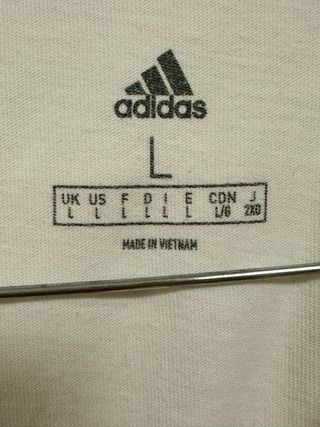 adidas
L
UK US F D I E CDN J
L L L L L L L/G 2XO
MADE IN VIETNAM